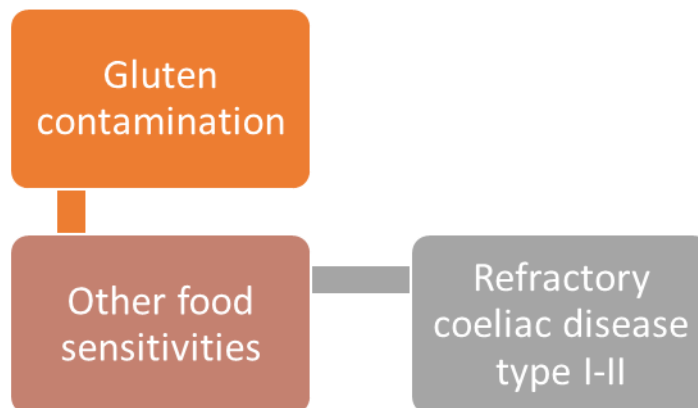 Gluten
contamination
Other food
sensitivities
Refractory
coeliac disease
type I-II